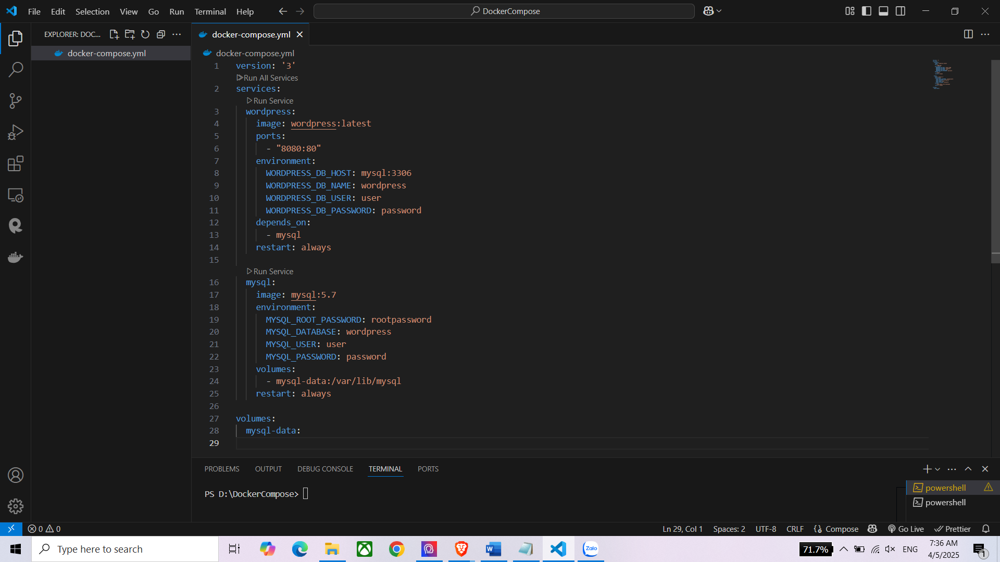 File Edit Selection View Go Run Terminal Help
DockerCompose
EXPLORER: DOC...
docker-compose.yml
docker-compose.yml
docker-compose.yml
1 version: '3'
Run All Services
2 services:
Run Service
3 wordpress:
4 image: wordpress:latest
5 ports:
6 - "8080:80"
7 environment:
8 WORDPRESS_DB_HOST: mysql:3306
9 WORDPRESS_DB_NAME: wordpress
10 WORDPRESS_DB_USER: user
11 WORDPRESS_DB_PASSWORD: password
12 depends_on:
13 - mysql
14 restart: always
15
Run Service
16 mysql:
17 image: mysql:5.7
18 environment:
19 MYSQL_ROOT_PASSWORD: rootpassword
20 MYSQL_DATABASE: wordpress
21 MYSQL_USER: user
22 MYSQL_PASSWORD: password
23 volumes:
24 - mysql-data:/var/lib/mysql
25 restart: always
26
27 volumes:
28 mysql-data:
29
PROBLEMS OUTPUT DEBUG CONSOLE TERMINAL PORTS
PS D:\DockerCompose>
powershell
powershell
0 0 Ln 29, Col 1 Spaces: 2 UTF-8 CRLF Compose Go Live Prettier
Type here to search
Zalo
71.7%
ENG
7:36 AM
4/5/2025
1